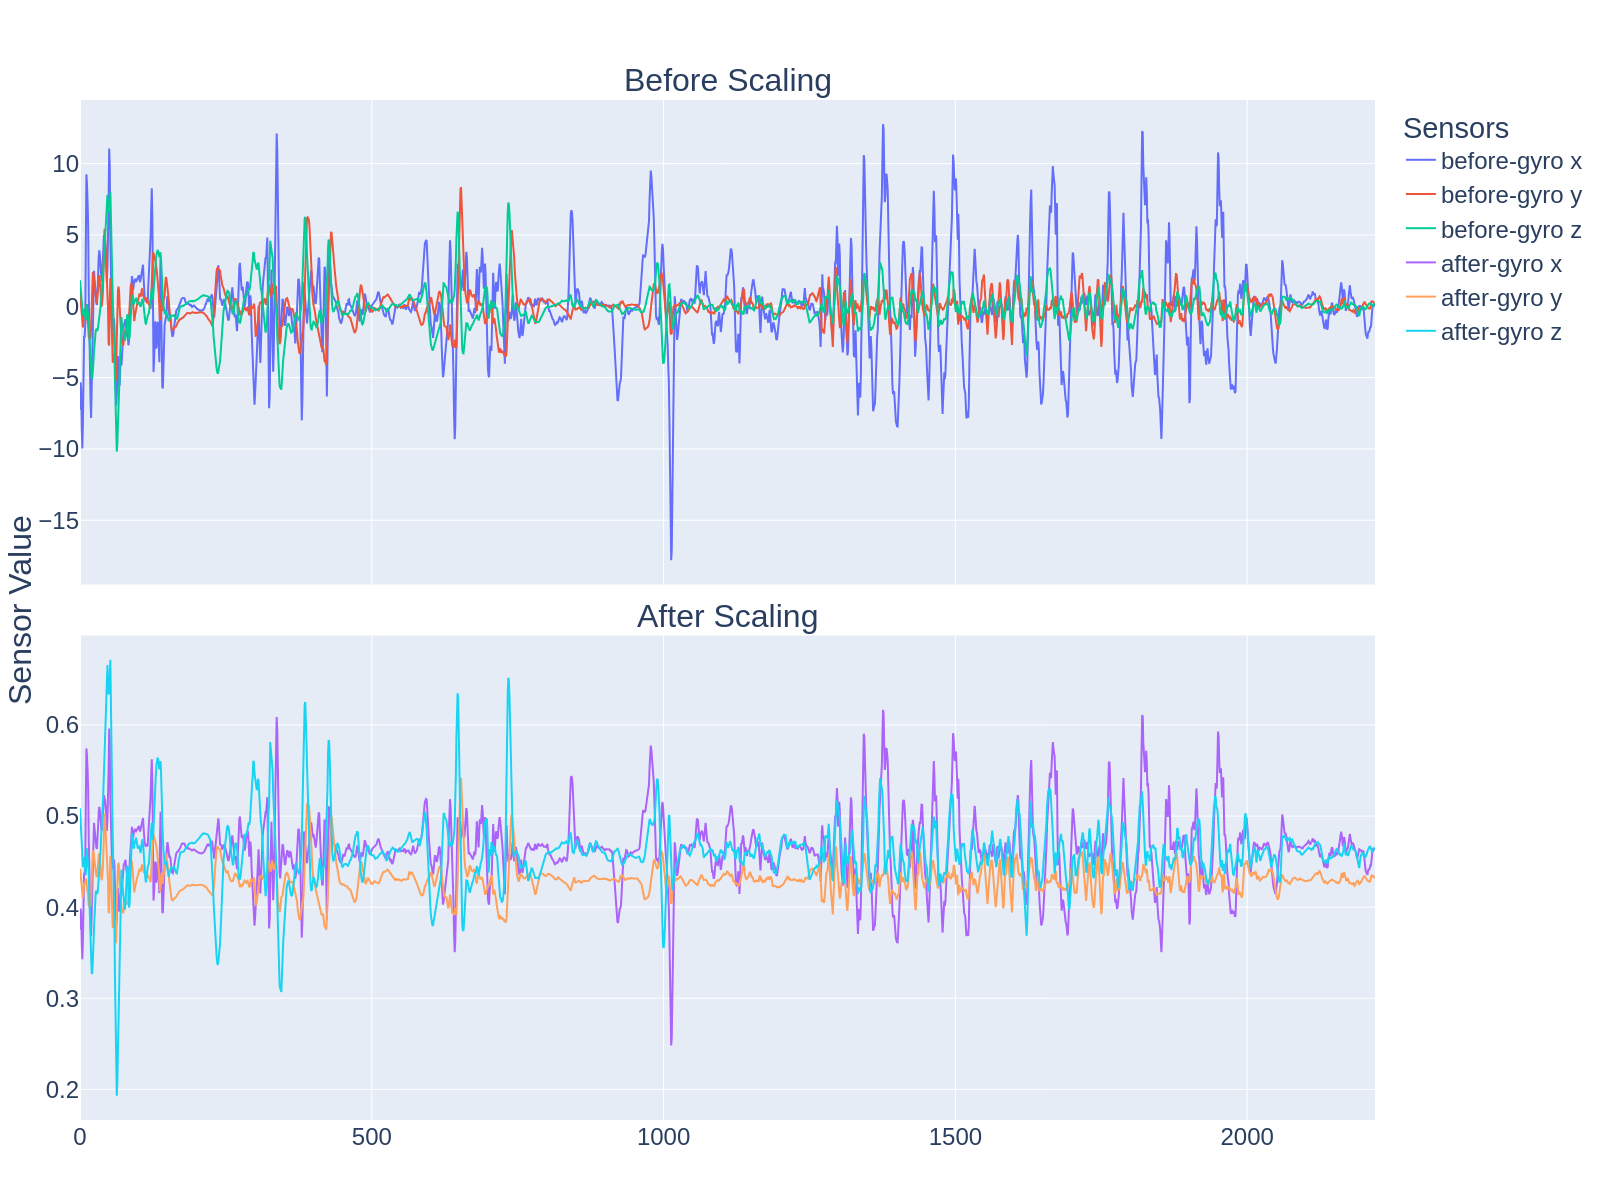 Before Scaling
10
5
0
−5
−10
−15
Sensors
before-gyro x
before-gyro y
before-gyro z
after-gyro x
after-gyro y
after-gyro z
Sensor Value
After Scaling
0.6
0.5
0.4
0.3
0.2
0
500
1000
1500
2000